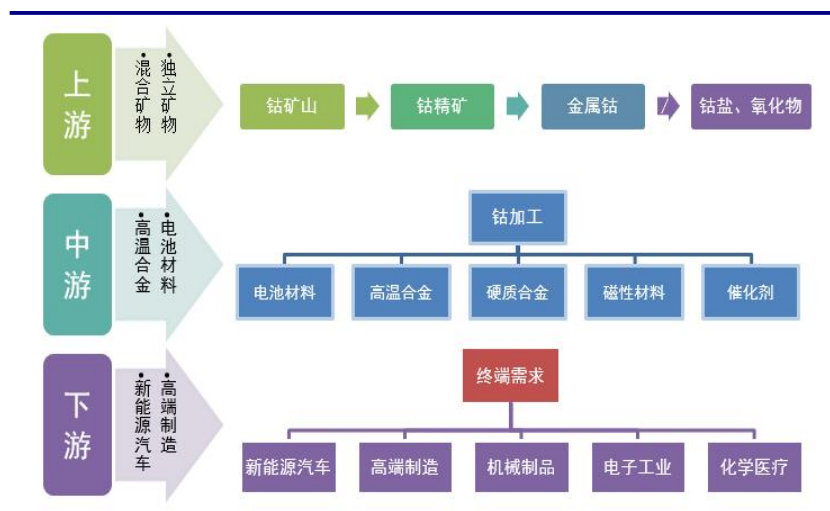 上游
·独立矿物
·混合矿物
钴矿山
钴精矿
金属钴
钴盐、氧化物
中游
·电池材料
·高温合金
钴加工
电池材料
高温合金
硬质合金
磁性材料
催化剂
下游
·高端制造
·新能源汽车
终端需求
新能源汽车
高端制造
机械制品
电子工业
化学医疗